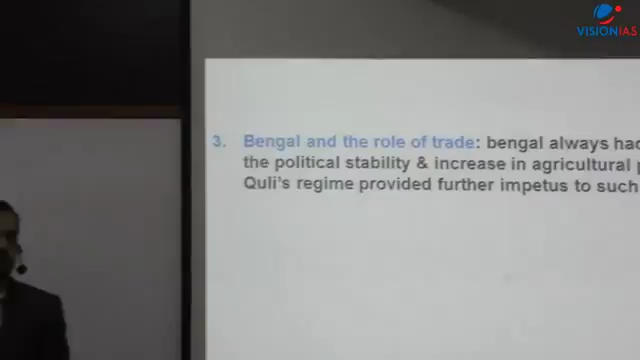 VISIONIAS
3. Bengal and the role of trade: bengal always had
the political stability & increase in agricultural
Quli's regime provided further impetus to such